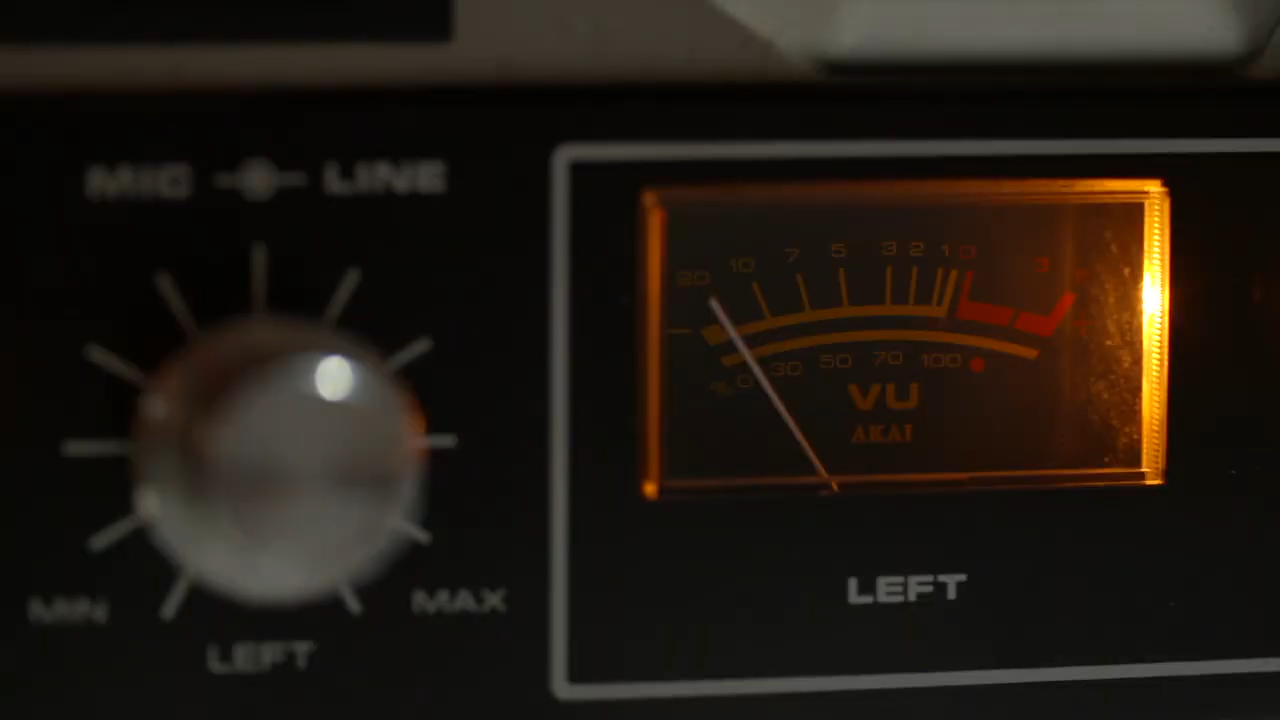 MIC LINE
MIN MAX
LEFT
20 10 7 5 3 2 1 0 3
% 0 30 50 70 100
VU
AKAI
LEFT